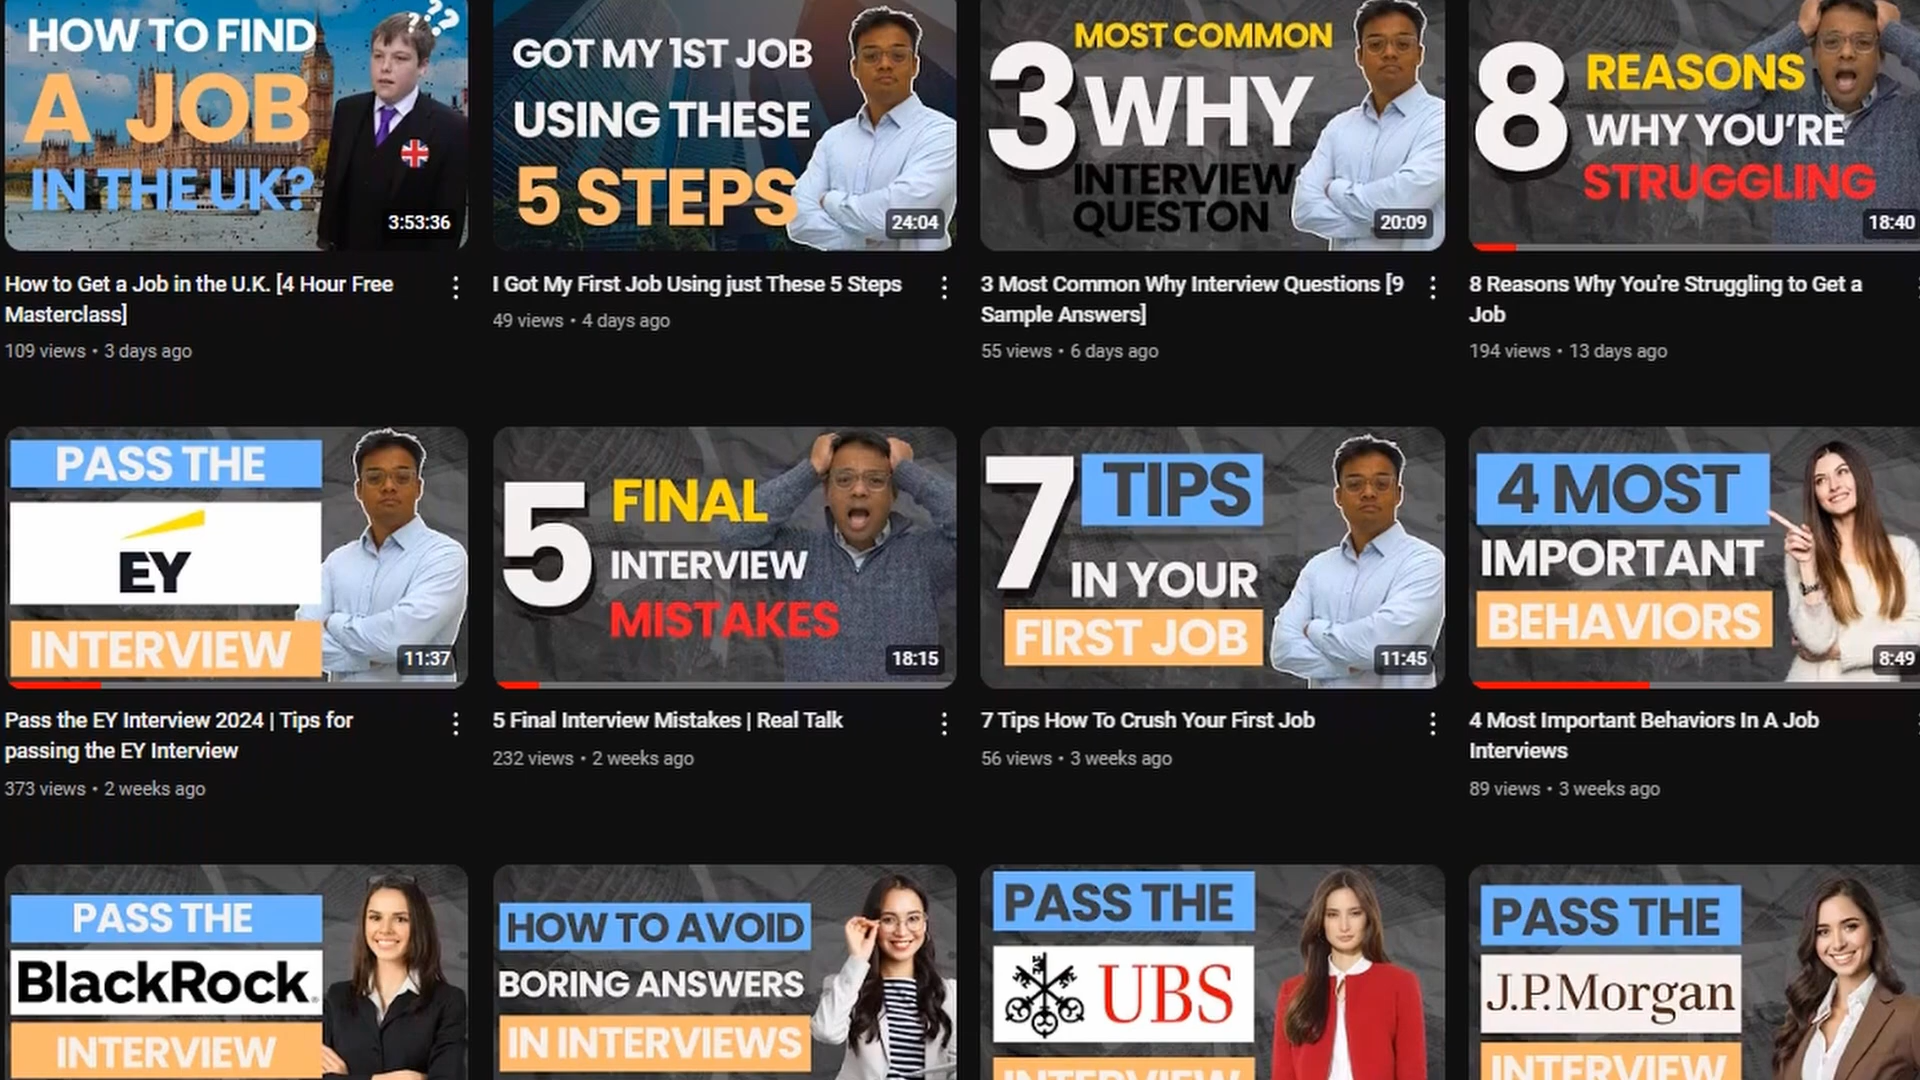 HOW TO FIND
A JOB
IN THE UK?
???
3:53:36
How to Get a Job in the U.K. [4 Hour Free
Masterclass]
109 views • 3 days ago
GOT MY 1ST JOB
USING THESE
5 STEPS
24:04
I Got My First Job Using just These 5 Steps
49 views • 4 days ago
3
MOST COMMON
WHY
INTERVIEW
QUESTON
20:09
3 Most Common Why Interview Questions [9
Sample Answers]
55 views • 6 days ago
8
REASONS
WHY YOU'RE
STRUGGLING
18:40
8 Reasons Why You're Struggling to Get a
Job
194 views • 13 days ago
PASS THE
EY
INTERVIEW
11:37
Pass the EY Interview 2024 | Tips for
passing the EY Interview
373 views • 2 weeks ago
5
FINAL
INTERVIEW
MISTAKES
18:15
5 Final Interview Mistakes | Real Talk
232 views • 2 weeks ago
7
TIPS
IN YOUR
FIRST JOB
11:45
7 Tips How To Crush Your First Job
56 views • 3 weeks ago
4 MOST
IMPORTANT
BEHAVIORS
8:49
4 Most Important Behaviors In A Job
Interviews
89 views • 3 weeks ago
PASS THE
BlackRock®
INTERVIEW
HOW TO AVOID
BORING ANSWERS
IN INTERVIEWS
PASS THE
UBS
INTERVIEW
PASS THE
J.P.Morgan
INTERVIEW